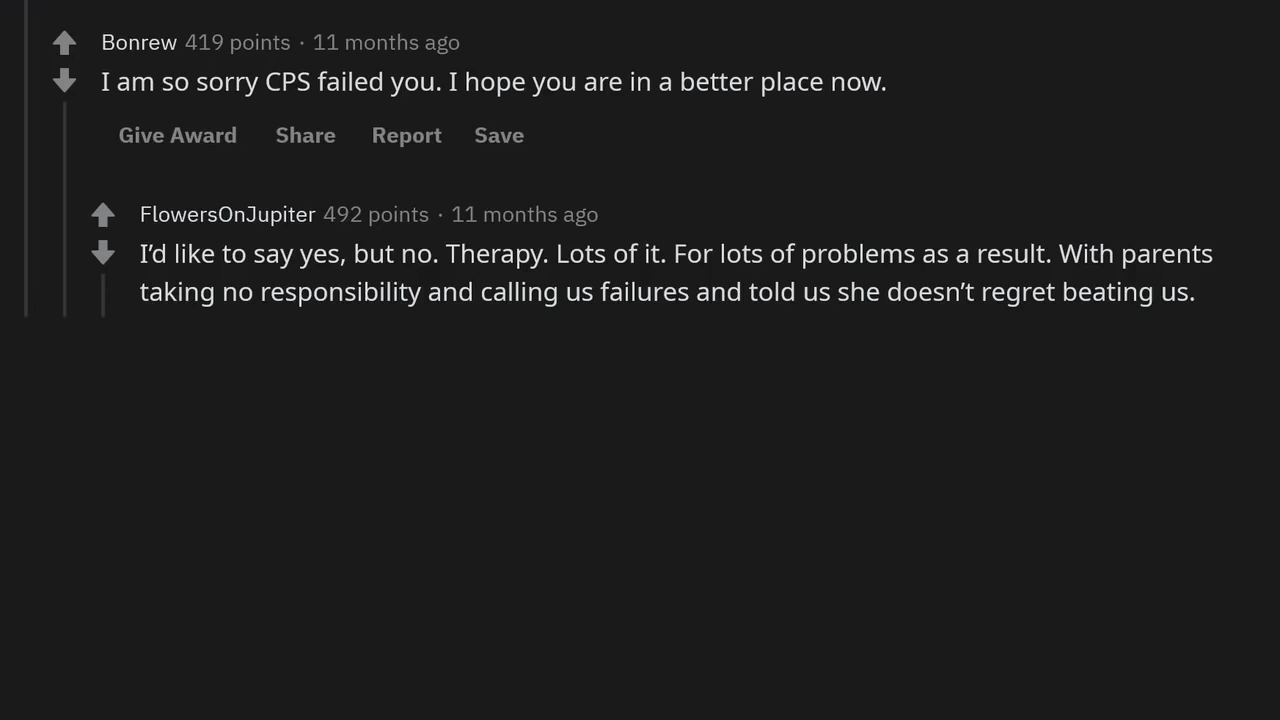 Bonrew 419 points · 11 months ago
I am so sorry CPS failed you. I hope you are in a better place now.
Give Award Share Report Save
FlowersOnJupiter 492 points · 11 months ago
I’d like to say yes, but no. Therapy. Lots of it. For lots of problems as a result. With parents
taking no responsibility and calling us failures and told us she doesn’t regret beating us.